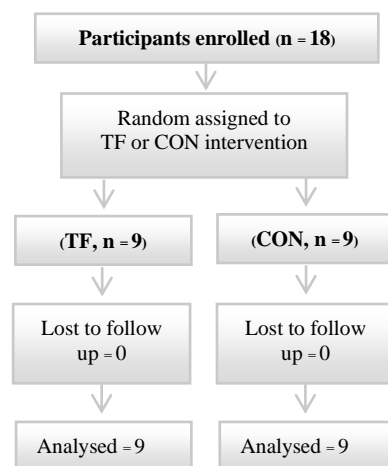 Participants enrolled (n = 18)
Random assigned to
TF or CON intervention
(TF, n = 9)
(CON, n = 9)
Lost to follow
up = 0
Lost to follow
up = 0
Analysed = 9
Analysed = 9